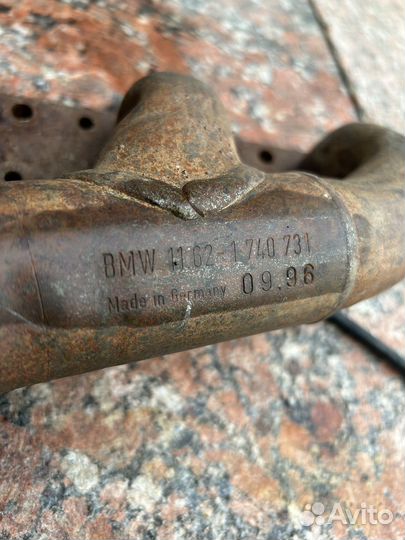 BMW 11.62-1 740 731
Made in Germany 09.96
Avito